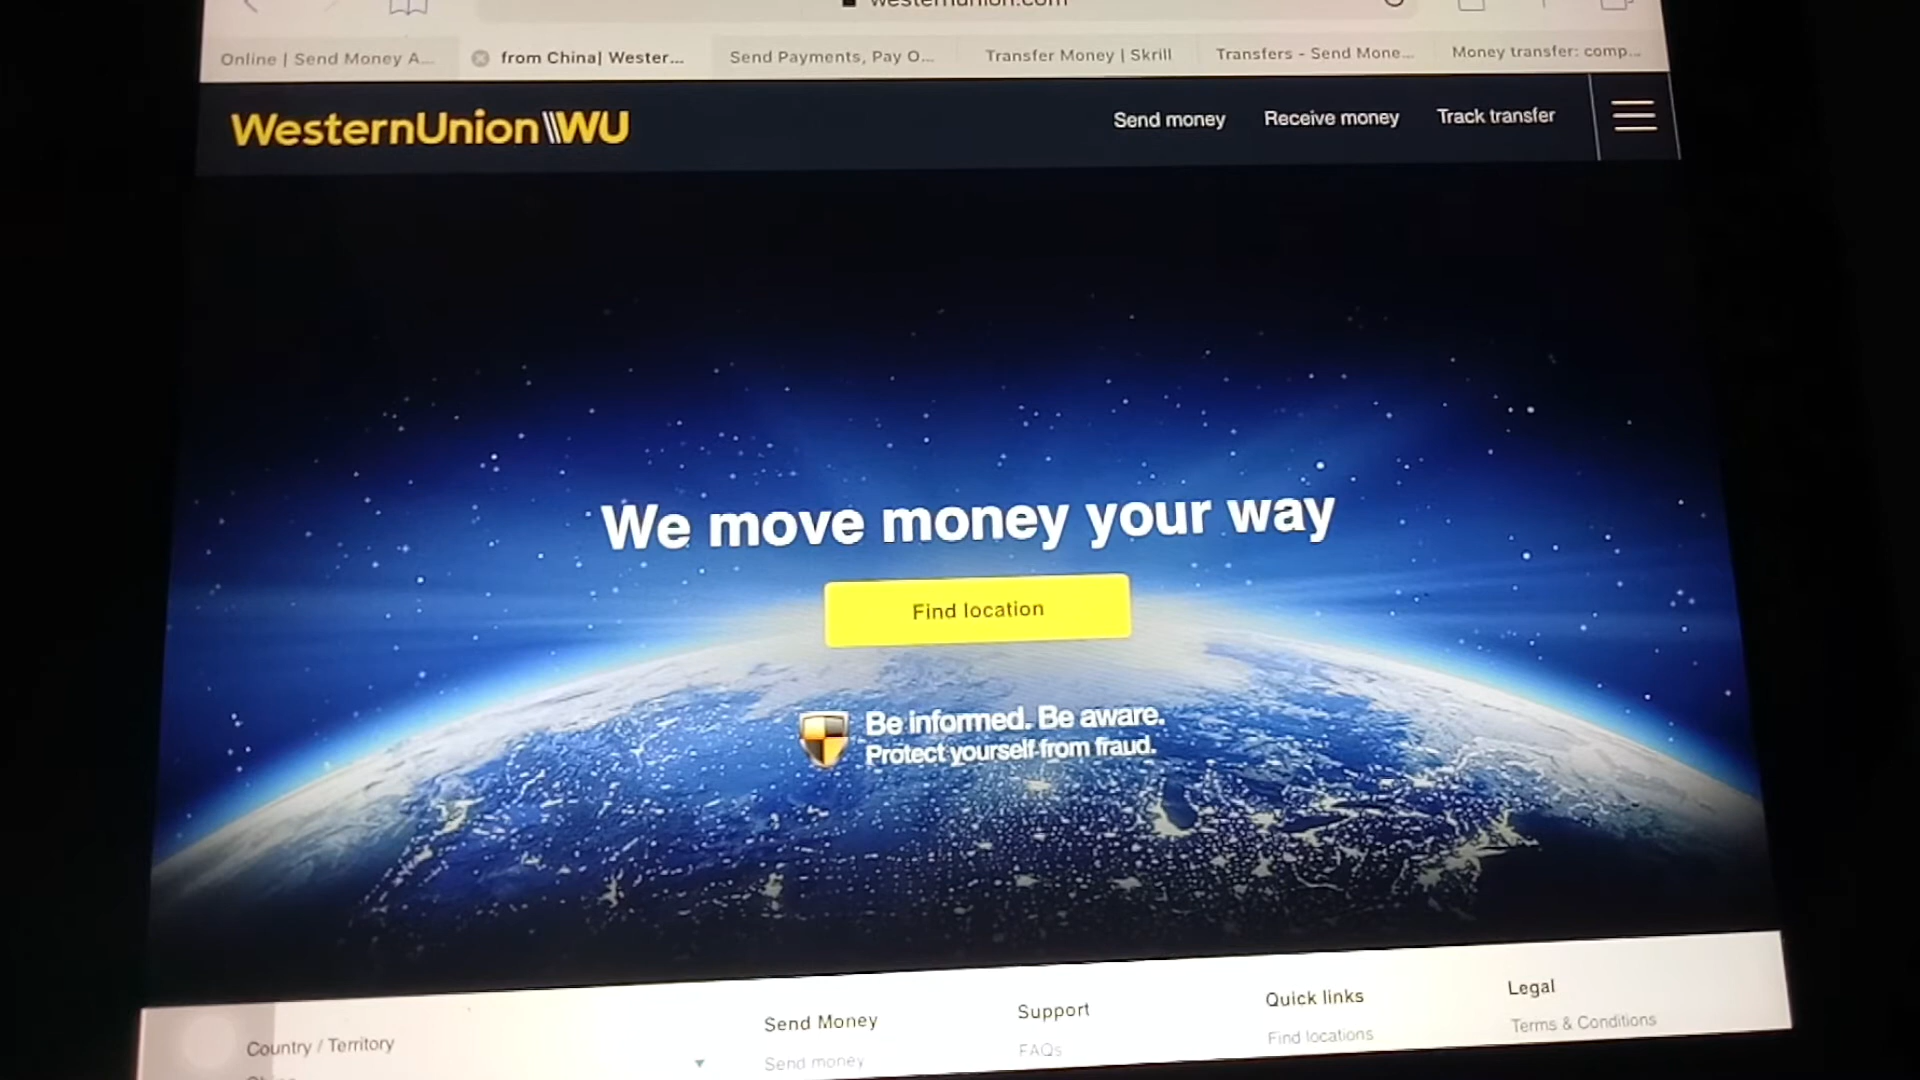 westernunion.com
Online | Send Money A...
from China| Wester...
Send Payments, Pay O...
Transfer Money | Skrill
Transfers - Send Mone...
Money transfer: comp...
WesternUnion WU
Send money
Receive money
Track transfer
We move money your way
Find location
Be informed. Be aware.
Protect yourself from fraud.
Country / Territory
Send Money
Send money
Support
FAQs
Quick links
Find locations
Legal
Terms & Conditions